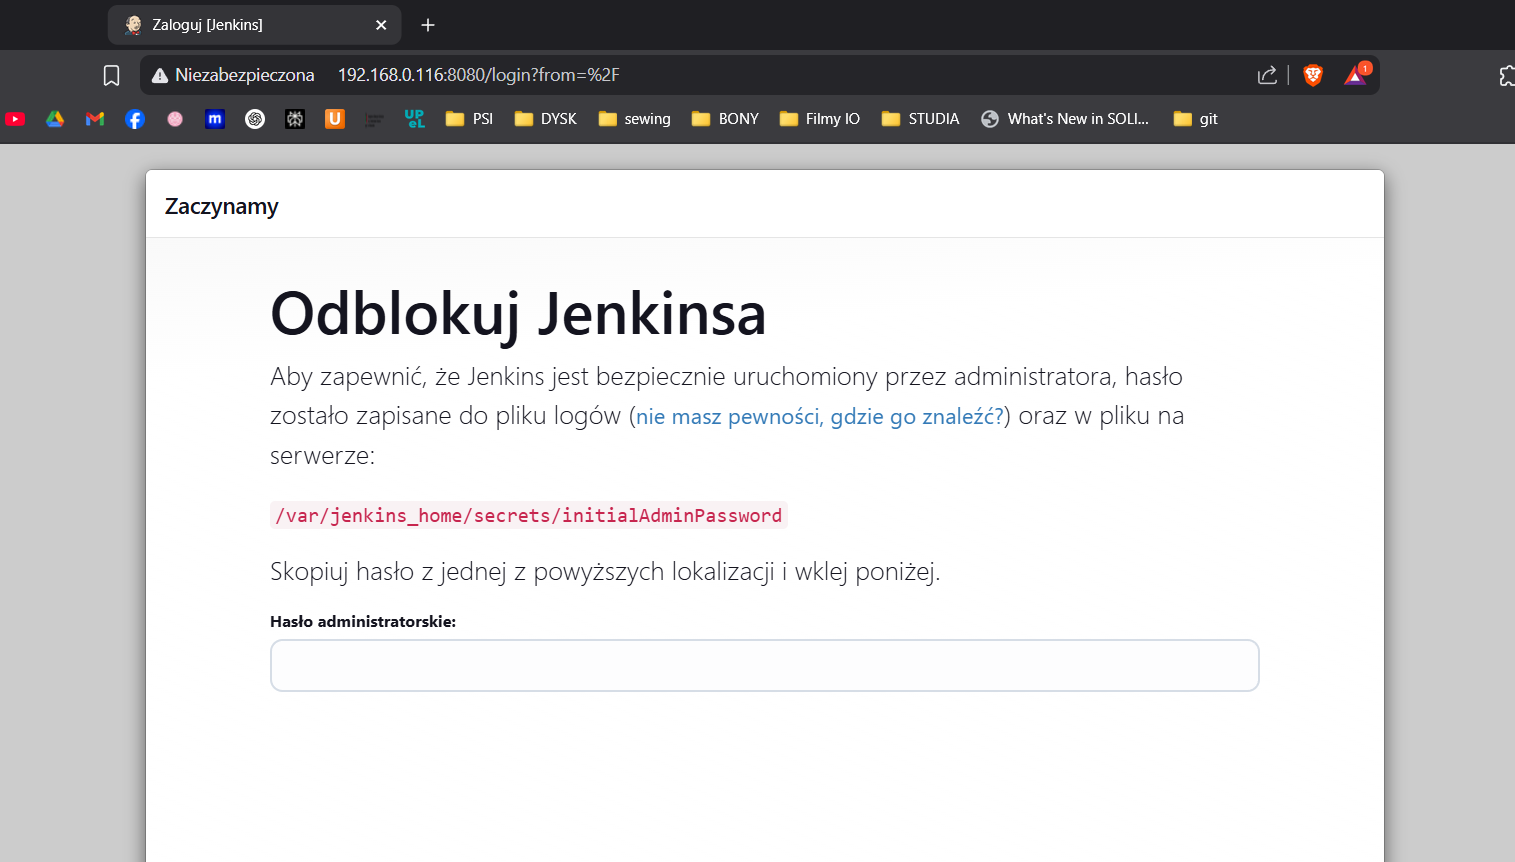 Zaloguj [Jenkins]
Niezabezpieczona 192.168.0.116:8080/login?from=%2F
1
m U UP eL PSI DYSK sewing BONY Filmy IO STUDIA What's New in SOLI... git
Zaczynamy
Odblokuj Jenkinsa
Aby zapewnić, że Jenkins jest bezpiecznie uruchomiony przez administratora, hasło
zostało zapisane do pliku logów (nie masz pewności, gdzie go znaleźć?) oraz w pliku na
serwerze:
/var/jenkins_home/secrets/initialAdminPassword
Skopiuj hasło z jednej z powyższych lokalizacji i wklej poniżej.
Hasło administratorskie: